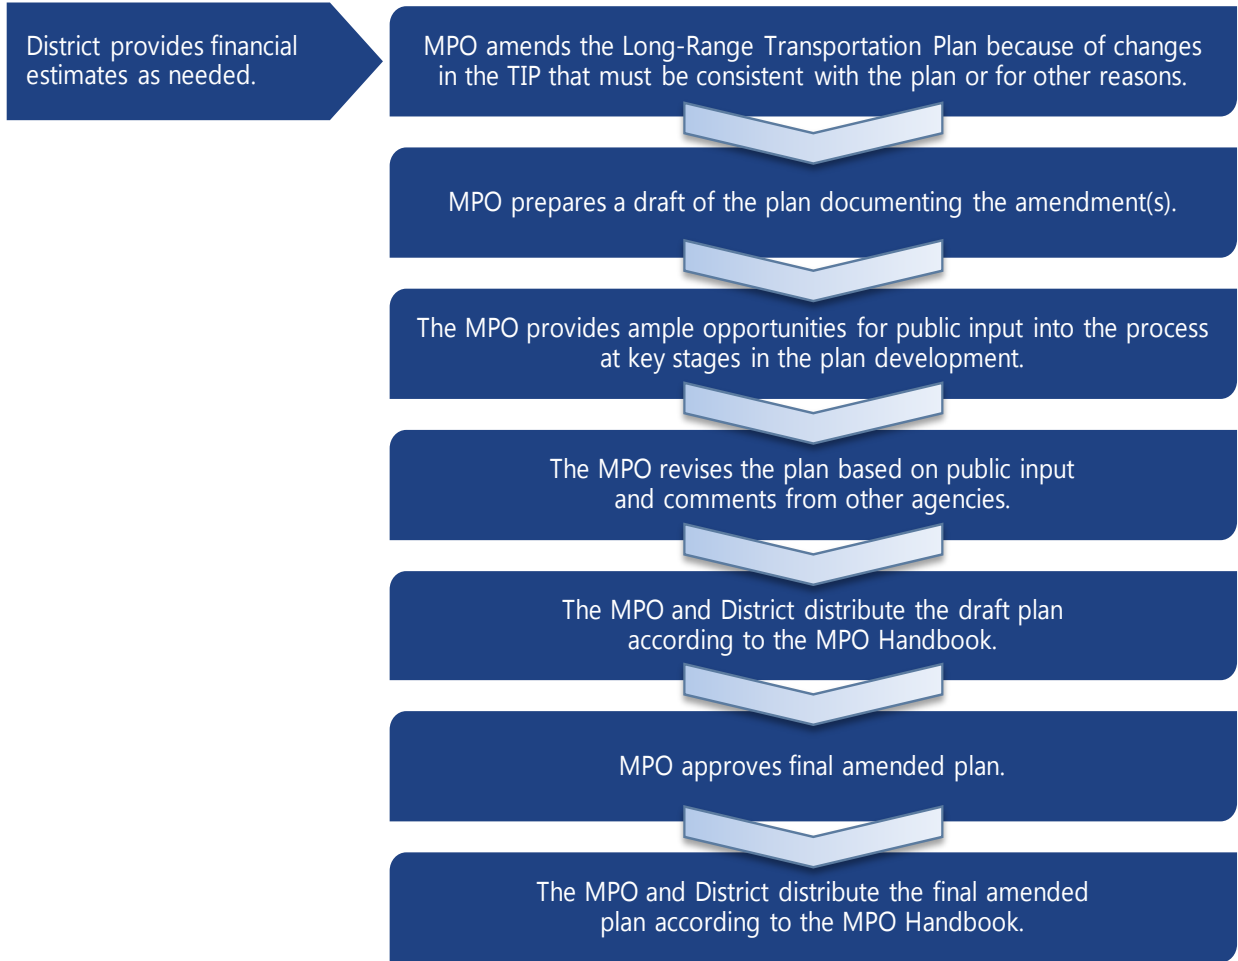 District provides financial
estimates as needed.
MPO amends the Long-Range Transportation Plan because of changes
in the TIP that must be consistent with the plan or for other reasons.
MPO prepares a draft of the plan documenting the amendment(s).
The MPO provides ample opportunities for public input into the process
at key stages in the plan development.
The MPO revises the plan based on public input
and comments from other agencies.
The MPO and District distribute the draft plan
according to the MPO Handbook.
MPO approves final amended plan.
The MPO and District distribute the final amended
plan according to the MPO Handbook.